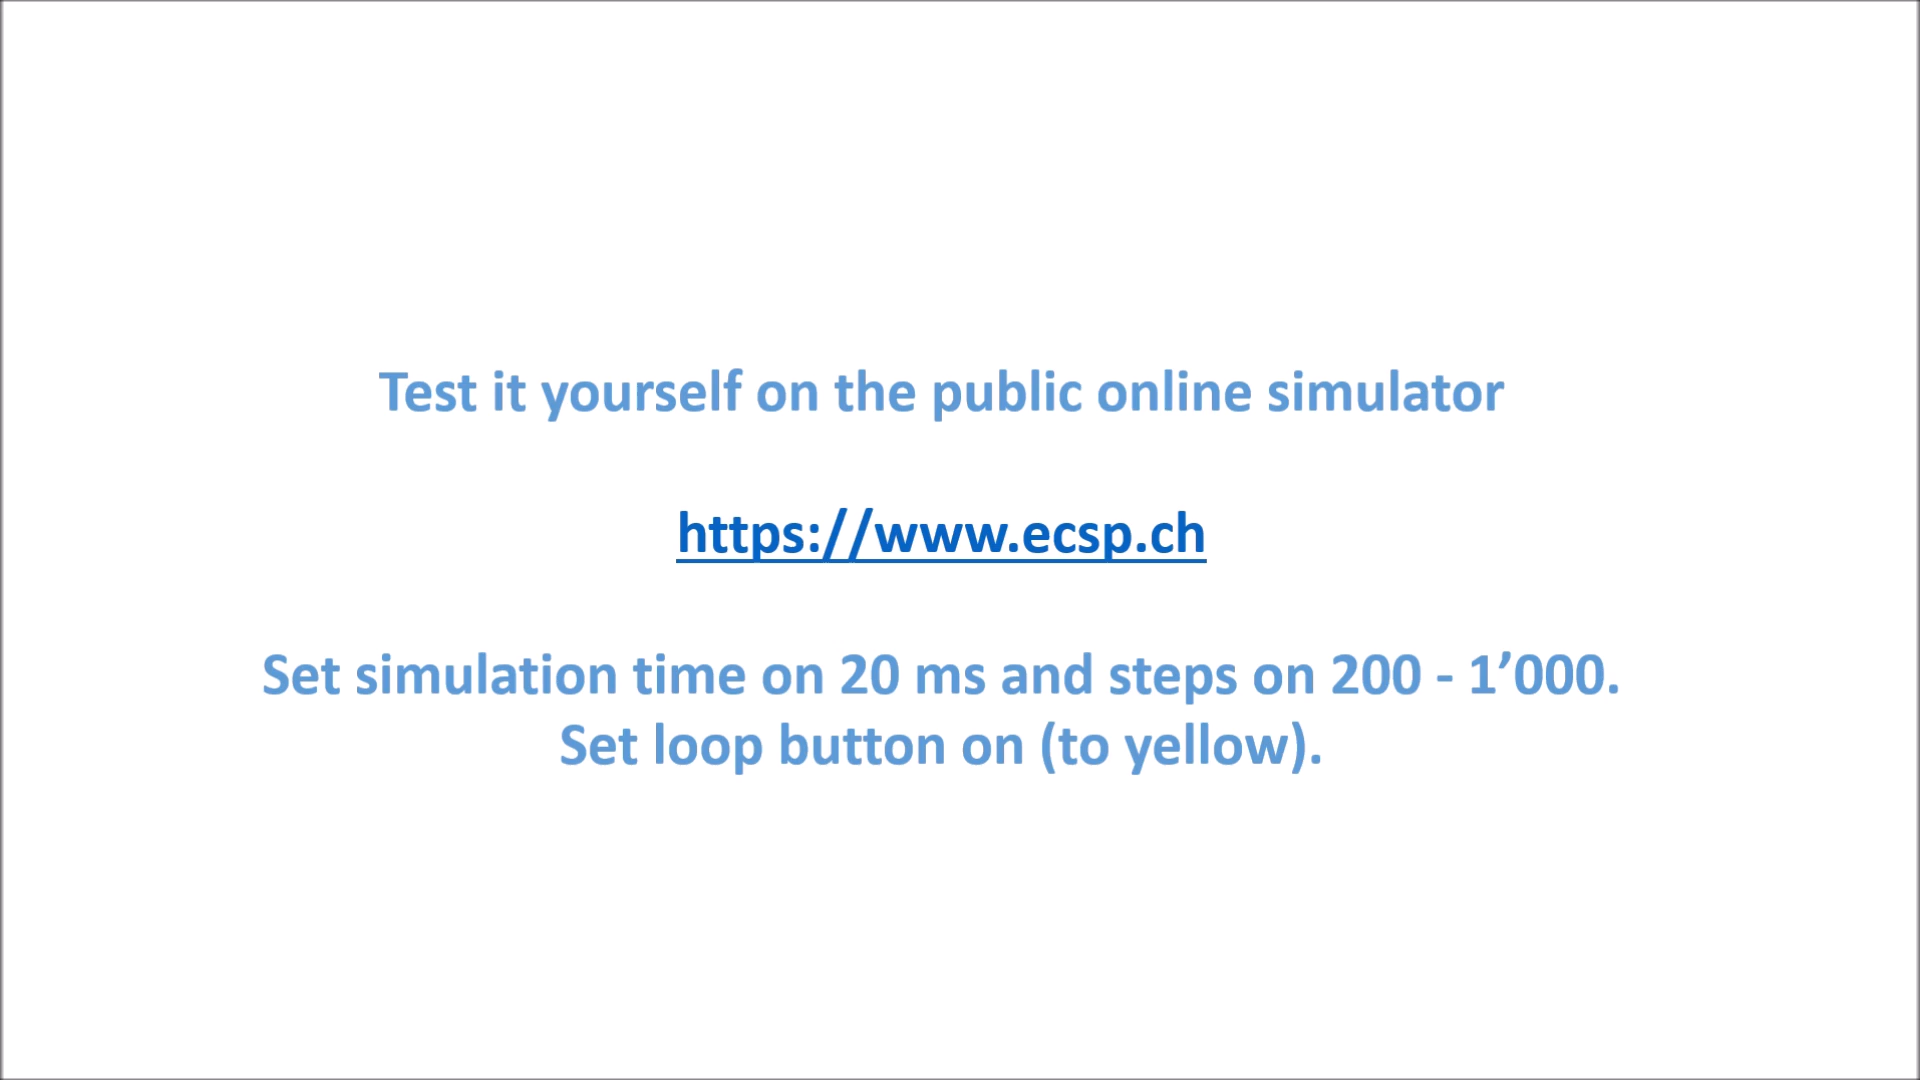 Test it yourself on the public online simulator
https://www.ecsp.ch
Set simulation time on 20 ms and steps on 200 - 1’000.
Set loop button on (to yellow).